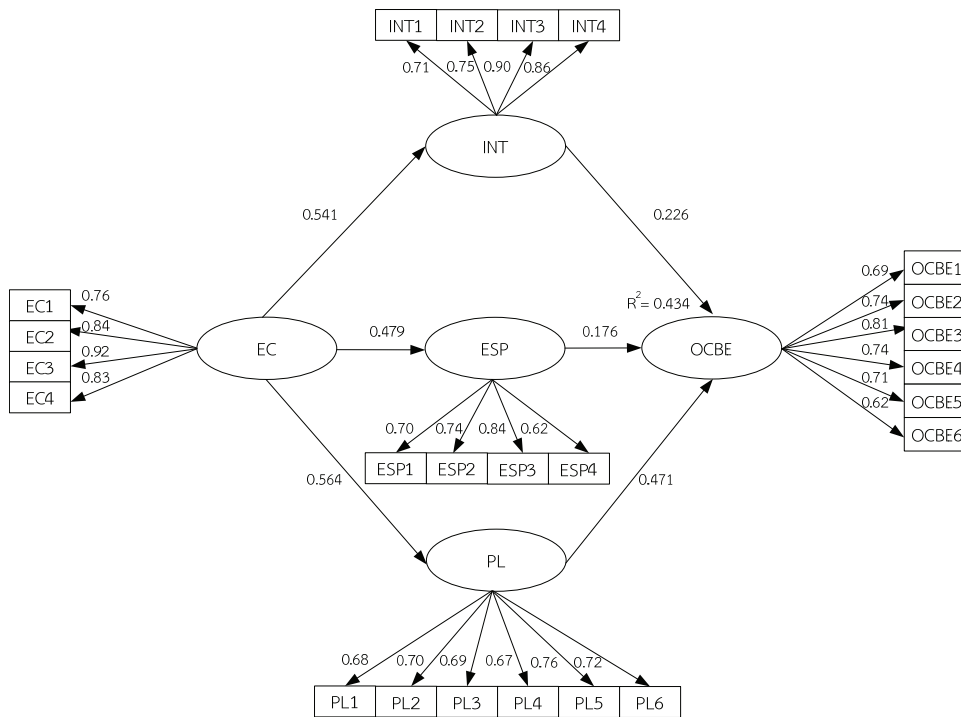 INT1 INT2 INT3 INT4
0.71 0.75 0.90 0.86
INT
0.541
0.226
EC1
EC2
EC3
EC4
0.76
0.84
0.92
0.83
EC
0.479
ESP
0.176
R²= 0.434
OCBE
0.69
0.74
0.81
0.74
0.71
0.62
OCBE1
OCBE2
OCBE3
OCBE4
OCBE5
OCBE6
0.70 0.74 0.84 0.62
ESP1 ESP2 ESP3 ESP4
0.564
0.471
PL
0.68 0.70 0.69 0.67 0.76 0.72
PL1 PL2 PL3 PL4 PL5 PL6